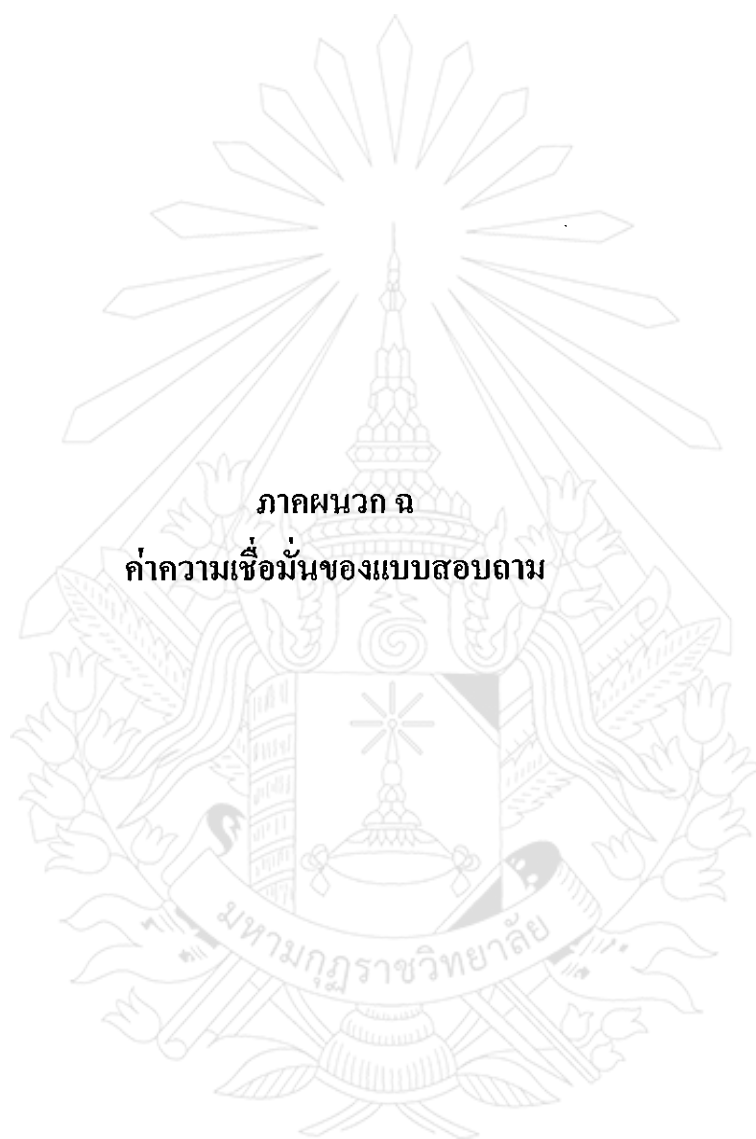 ภาคผนวก ฉ
ค่าความเชื่อมั่นของแบบสอบถาม
มหามกุฏราชวิทยาลัย